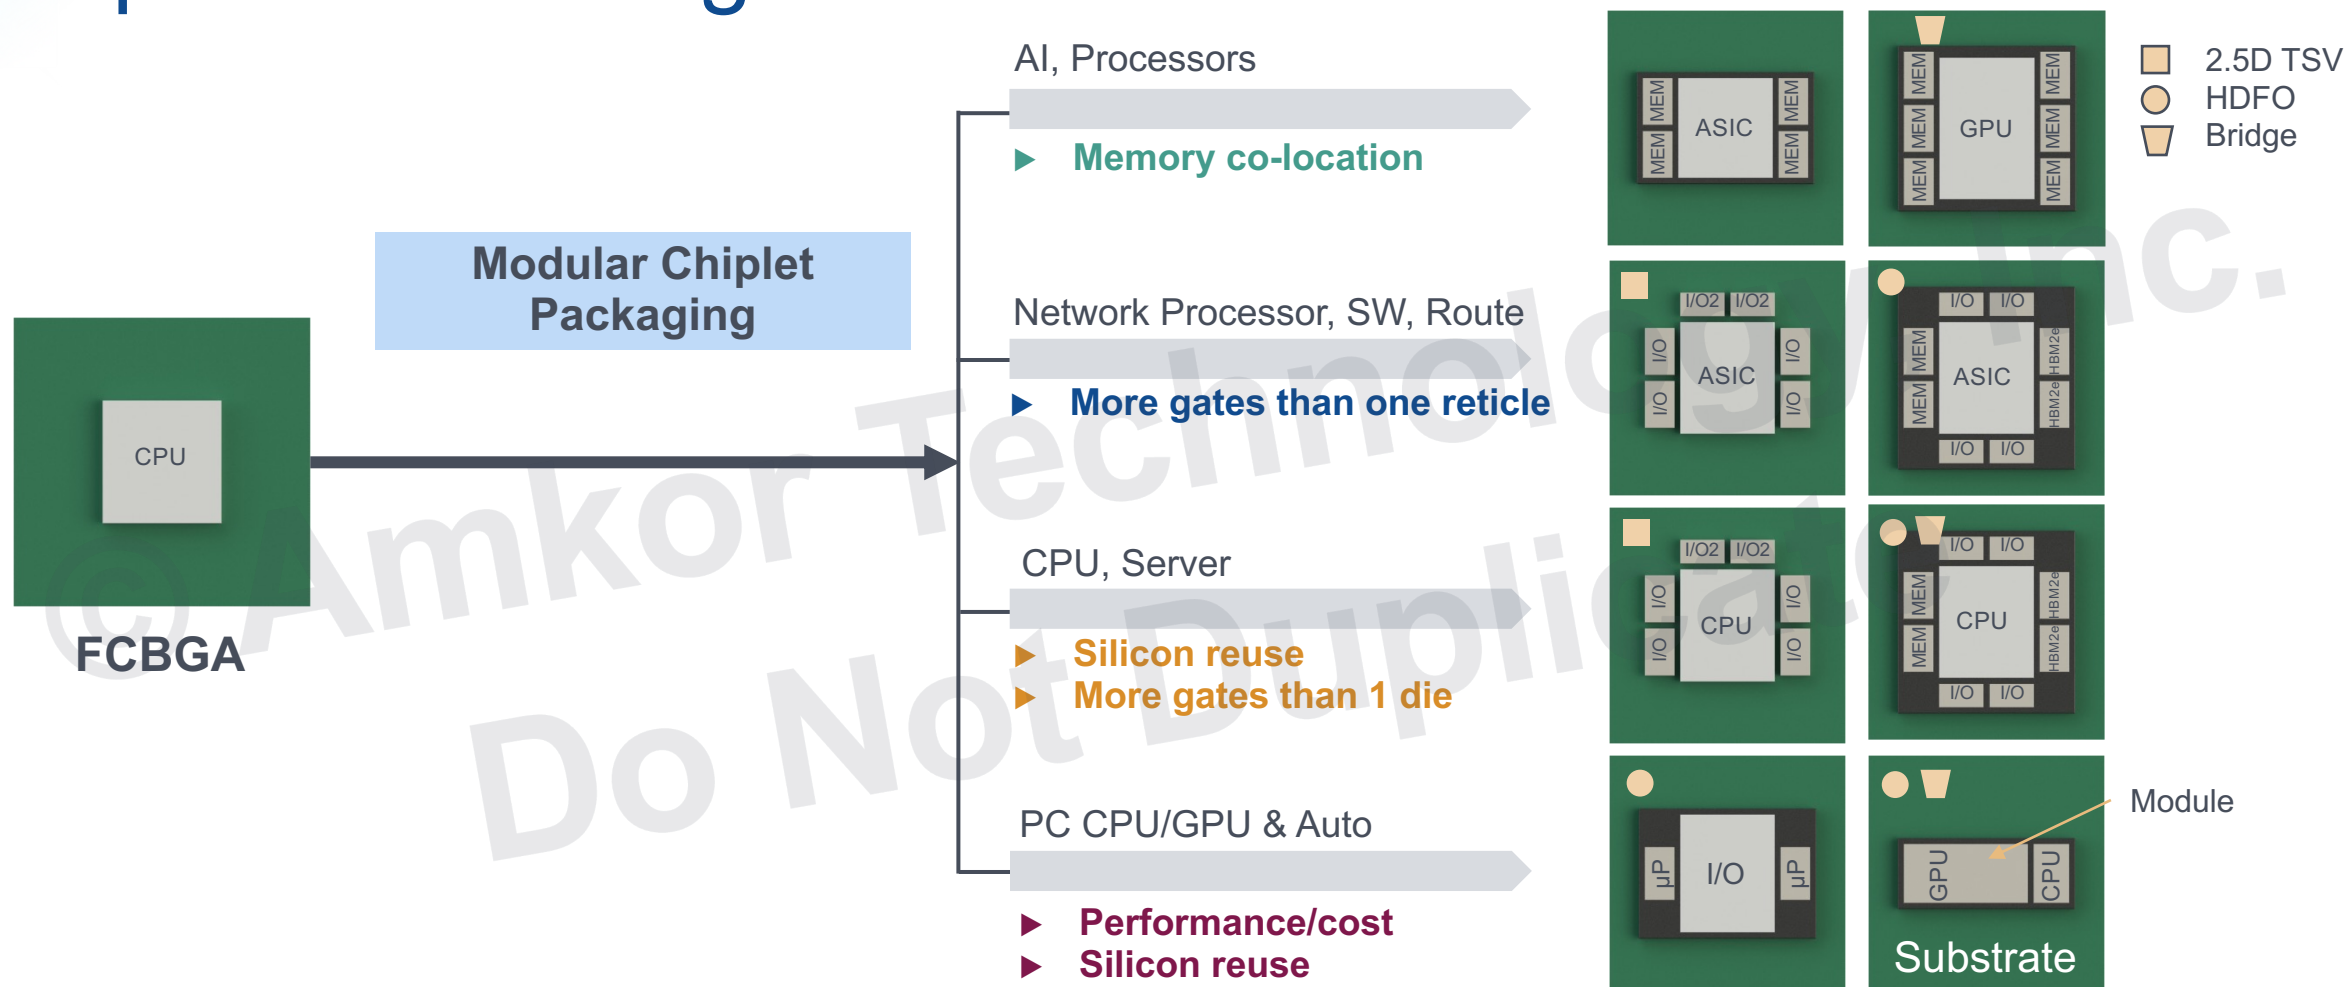 AI, Processors
Memory co-location
Modular Chiplet
Packaging
CPU
FCBGA
Network Processor, SW, Route
More gates than one reticle
CPU, Server
Silicon reuse
More gates than 1 die
PC CPU/GPU & Auto
Performance/cost
Silicon reuse
MEM
MEM
ASIC
MEM
MEM
MEM
MEM
MEM
GPU
MEM
MEM
MEM
2.5D TSV
HDFO
Bridge
I/O2 I/O2
I/O
I/O
ASIC
I/O
I/O
I/O I/O
MEM
MEM
ASIC
HBM2e
HBM2e
I/O I/O
I/O2 I/O2
I/O
I/O
CPU
I/O
I/O
I/O I/O
MEM
MEM
CPU
HBM2e
HBM2e
I/O I/O
µP
I/O
µP
GPU
CPU
Module
Substrate
© Amkor Technology Inc.
Do Not Duplicate